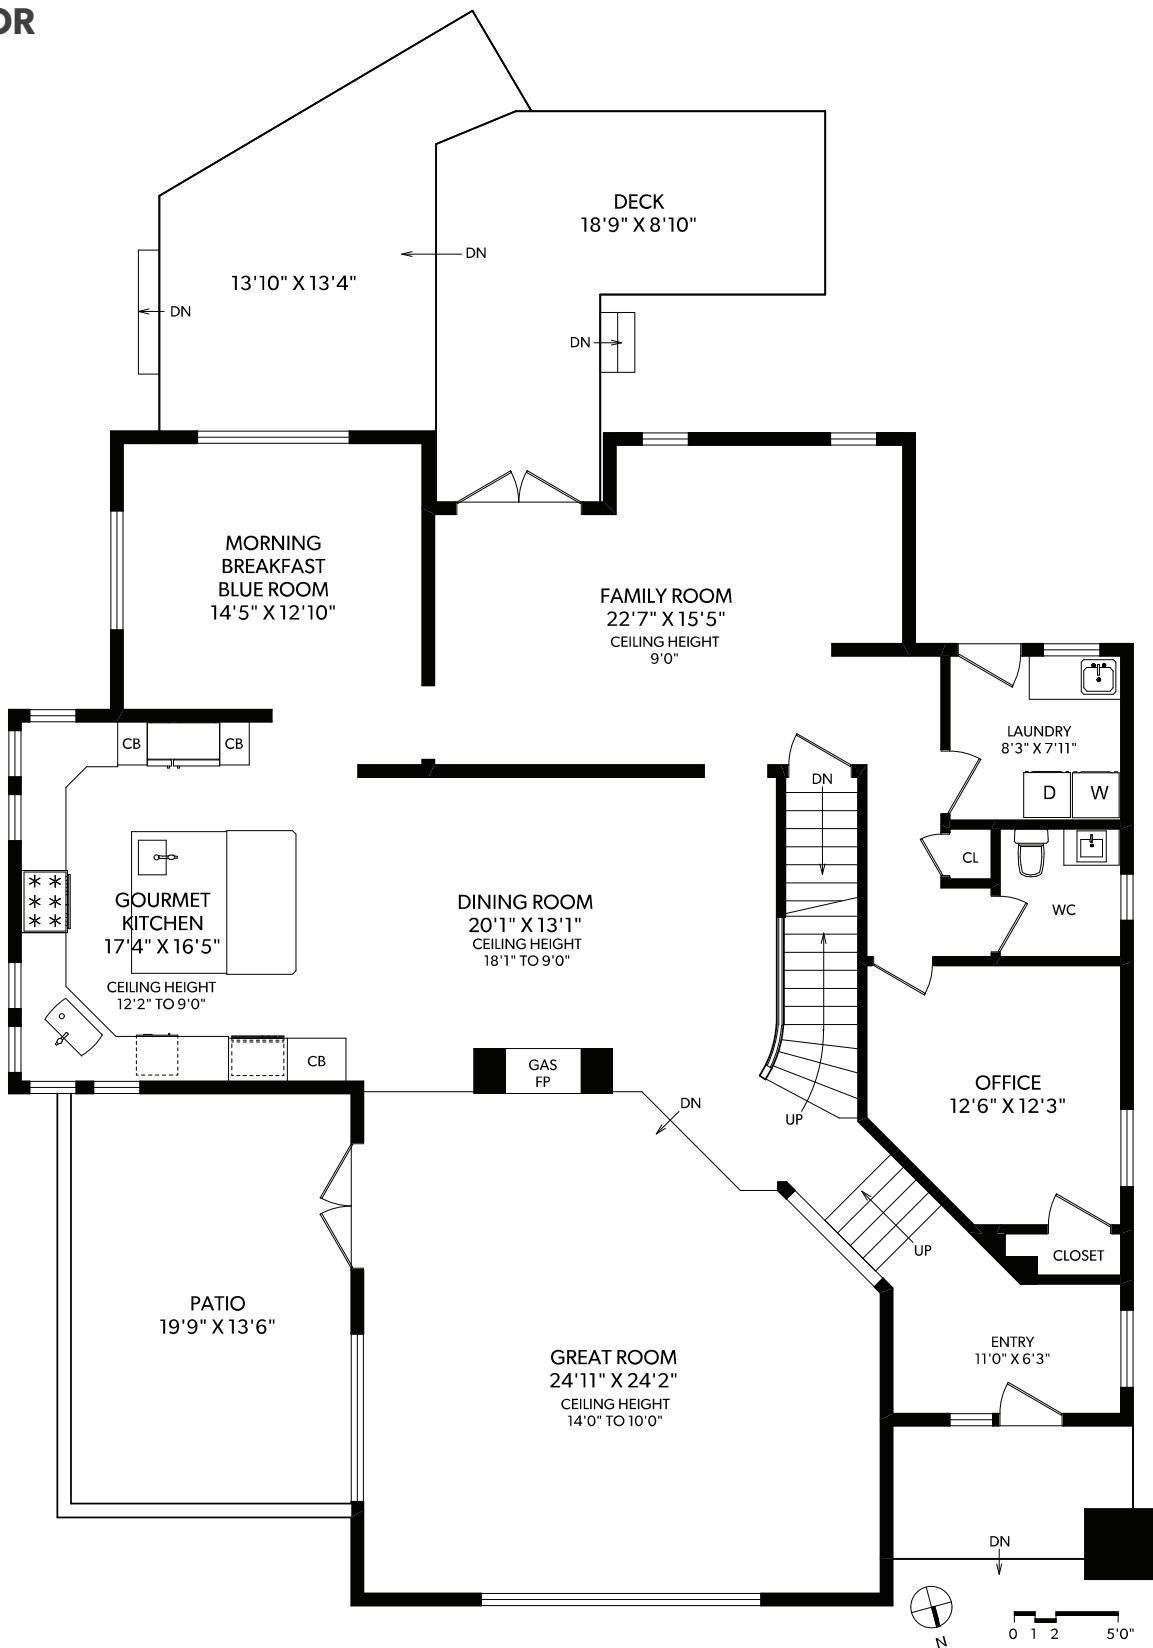 OR
DECK
18'9" X 8'10"
DN
13'10" X 13'4"
DN
DN
MORNING
BREAKFAST
BLUE ROOM
14'5" X 12'10"
FAMILY ROOM
22'7" X 15'5"
CEILING HEIGHT
9'0"
CB
CB
LAUNDRY
8'3" X 7'11"
DN
D
W
CL
WC
GOURMET
KITCHEN
17'4" X 16'5"
CEILING HEIGHT
12'2" TO 9'0"
DINING ROOM
20'1" X 13'1"
CEILING HEIGHT
18'1" TO 9'0"
CB
GAS
FP
OFFICE
12'6" X 12'3"
DN
UP
UP
CLOSET
PATIO
19'9" X 13'6"
ENTRY
11'0" X 6'3"
GREAT ROOM
24'11" X 24'2"
CEILING HEIGHT
14'0" TO 10'0"
DN
N
0 1 2 5'0"